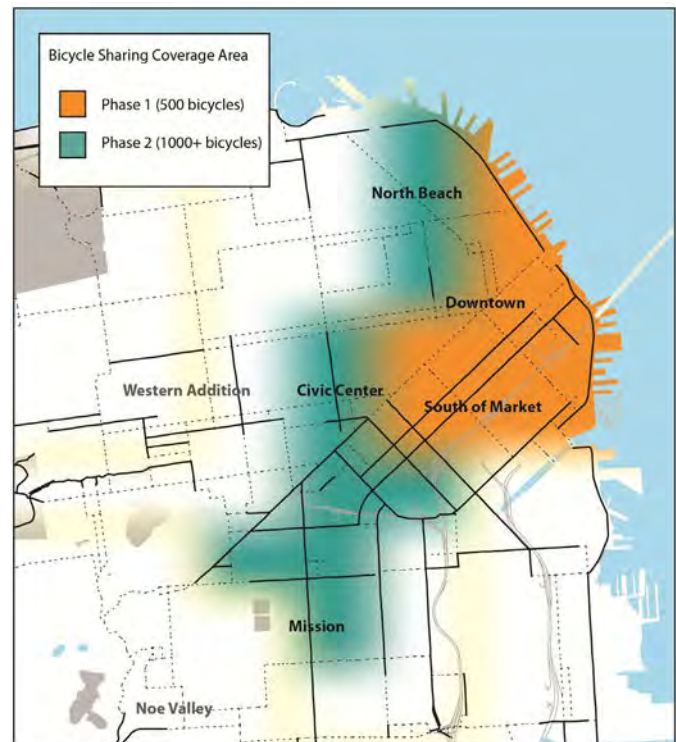 Bicycle Sharing Coverage Area
Phase 1 (500 bicycles)
Phase 2 (1000+ bicycles)
North Beach
Downtown
Western Addition
Civic Center
South of Market
Mission
Noe Valley